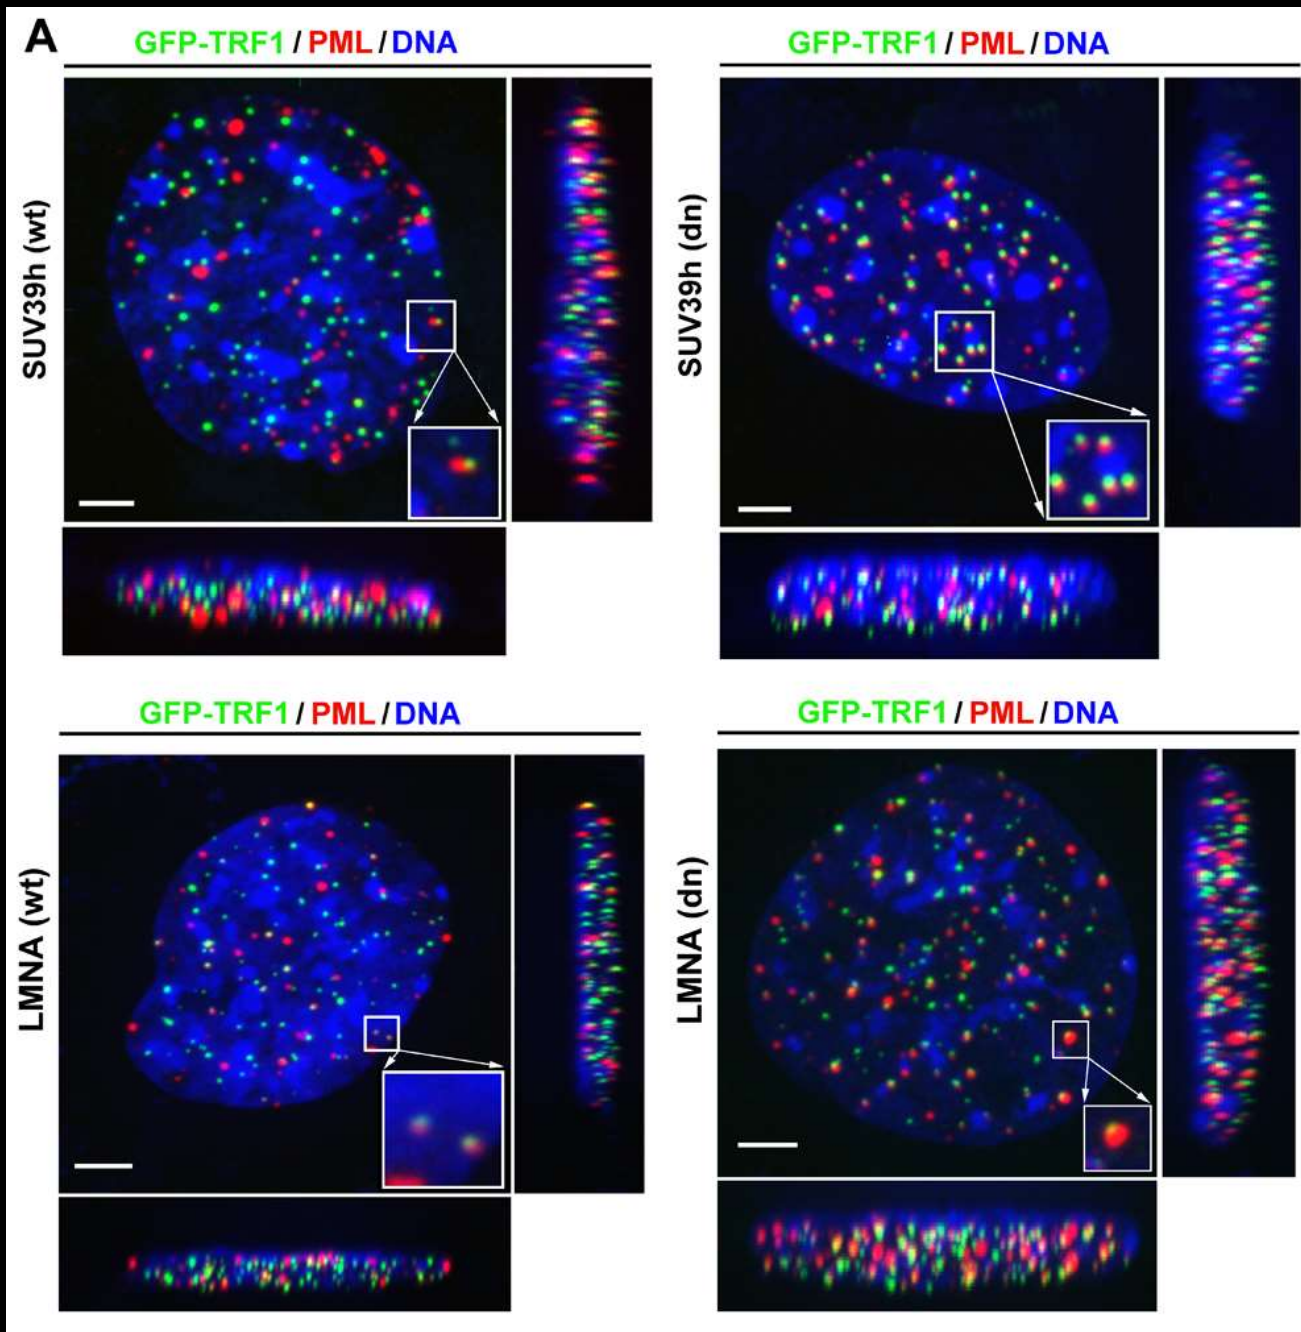 A
GFP-TRF1 / PML / DNA
GFP-TRF1 / PML / DNA
SUV39h (wt)
SUV39h (dn)
GFP-TRF1 / PML / DNA
GFP-TRF1 / PML / DNA
LMNA (wt)
LMNA (dn)